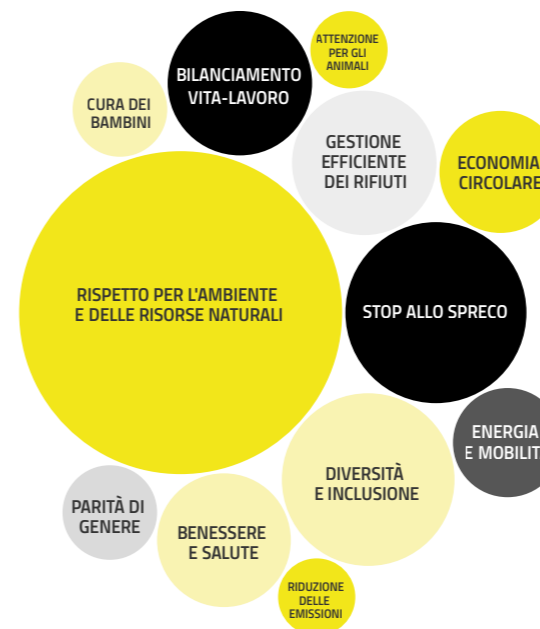 ATTENZIONE
PER GLI
ANIMALI
BILANCIAMENTO
VITA-LAVORO
CURA DEI
BAMBINI
GESTIONE
EFFICIENTE
DEI RIFIUTI
ECONOMIA
CIRCOLARE
RISPETTO PER L'AMBIENTE
E DELLE RISORSE NATURALI
STOP ALLO SPRECO
ENERGIA
E MOBILIT
DIVERSITÀ
E INCLUSIONE
PARITÀ DI
GENERE
BENESSERE
E SALUTE
RIDUZIONE
DELLE
EMISSIONI